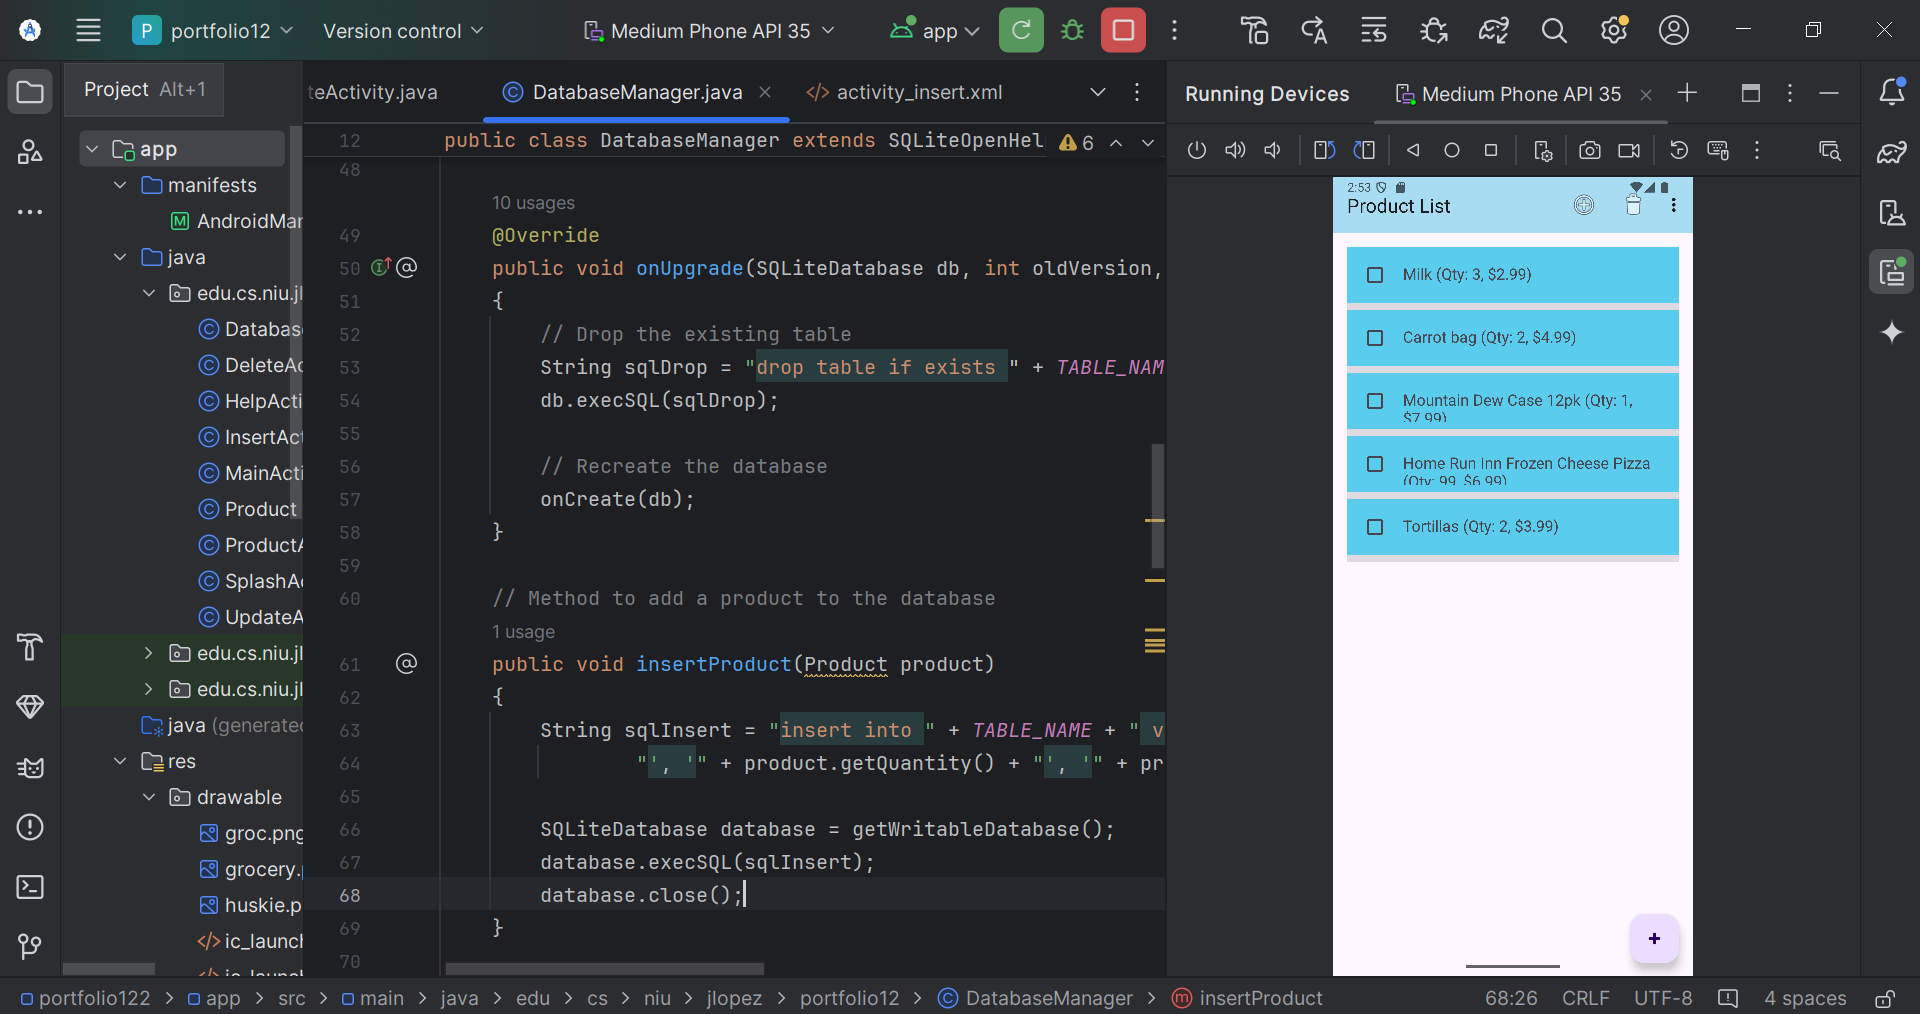 P portfolio12 Version control Medium Phone API 35 app
Project Alt+1
teActivity.java DatabaseManager.java activity_insert.xml
Running Devices Medium Phone API 35
app
manifests
AndroidMar
java
edu.cs.niu.jl
Databas
DeleteAc
HelpActi
InsertAct
MainActi
Product
ProductA
SplashAc
UpdateA
edu.cs.niu.jl
edu.cs.niu.jl
java (generated
res
drawable
groc.png
grocery.
huskie.p
ic_launch
ic_launch
12 public class DatabaseManager extends SQLiteOpenHel 6
48
10 usages
49 @Override
50 public void onUpgrade(SQLiteDatabase db, int oldVersion,
51 {
52 // Drop the existing table
53 String sqlDrop = "drop table if exists " + TABLE_NAM
54 db.execSQL(sqlDrop);
55
56 // Recreate the database
57 onCreate(db);
58 }
59
60 // Method to add a product to the database
1 usage
61 public void insertProduct(Product product)
62 {
63 String sqlInsert = "insert into " + TABLE_NAME + " v
64 "', '" + product.getQuantity() + "', '" + pr
65
66 SQLiteDatabase database = getWritableDatabase();
67 database.execSQL(sqlInsert);
68 database.close();
69 }
70
2:53
Product List
Milk (Qty: 3, $2.99)
Carrot bag (Qty: 2, $4.99)
Mountain Dew Case 12pk (Qty: 1,
$7.99)
Home Run Inn Frozen Cheese Pizza
(Qty: 99, $6.99)
Tortillas (Qty: 2, $3.99)
+
portfolio122 > app > src > main > java > edu > cs > niu > jlopez > portfolio12 > DatabaseManager > insertProduct 68:26 CRLF UTF-8 4 spaces